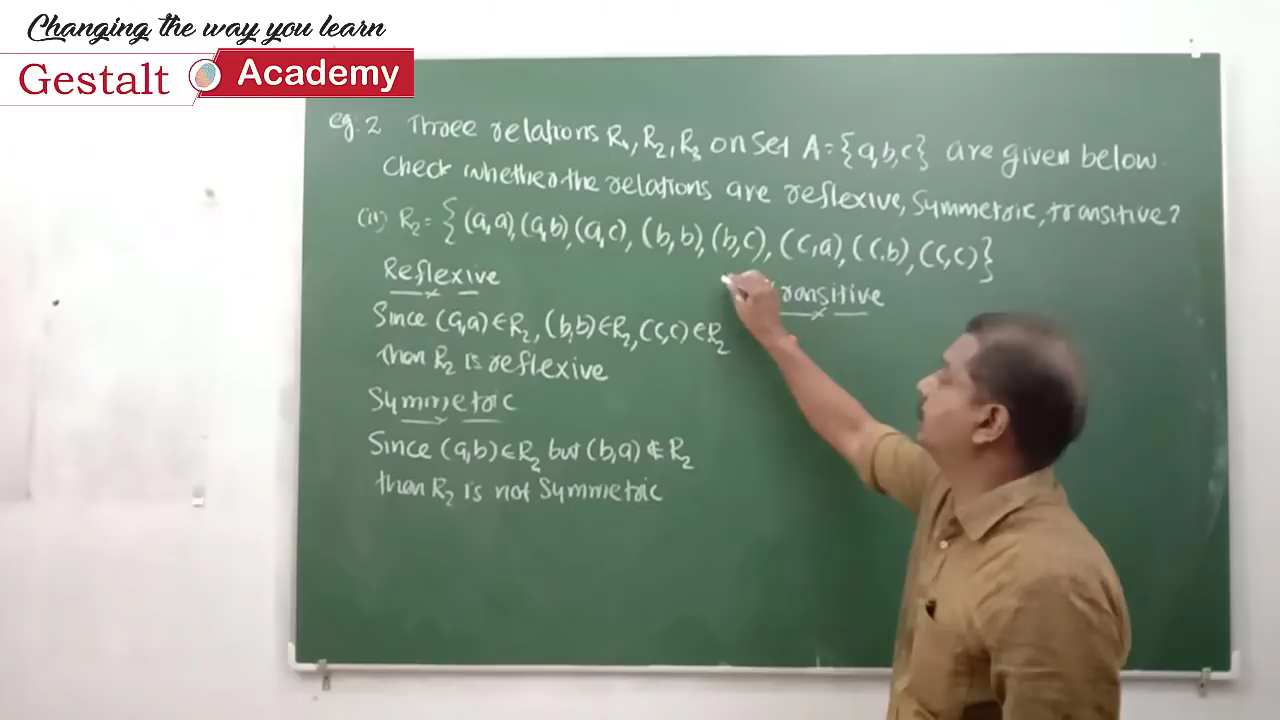 Changing the way you learn
Gestalt Academy
eg. 2 Three relations R₁, R₂, R₃ on Set A = {a,b,c} are given below.
Check whether the relations are reflexive, Symmetric, transitive?
(ii) R₂ = { (a,a), (a,b), (a,c), (b,b), (b,c), (c,a), (c,b), (c,c) }
Reflexive
Transitive
Since (a,a) ∈ R₂, (b,b) ∈ R₂, (c,c) ∈ R₂
then R₂ is reflexive
Symmetric
Since (a,b) ∈ R₂ but (b,a) ∉ R₂
then R₂ is not Symmetric